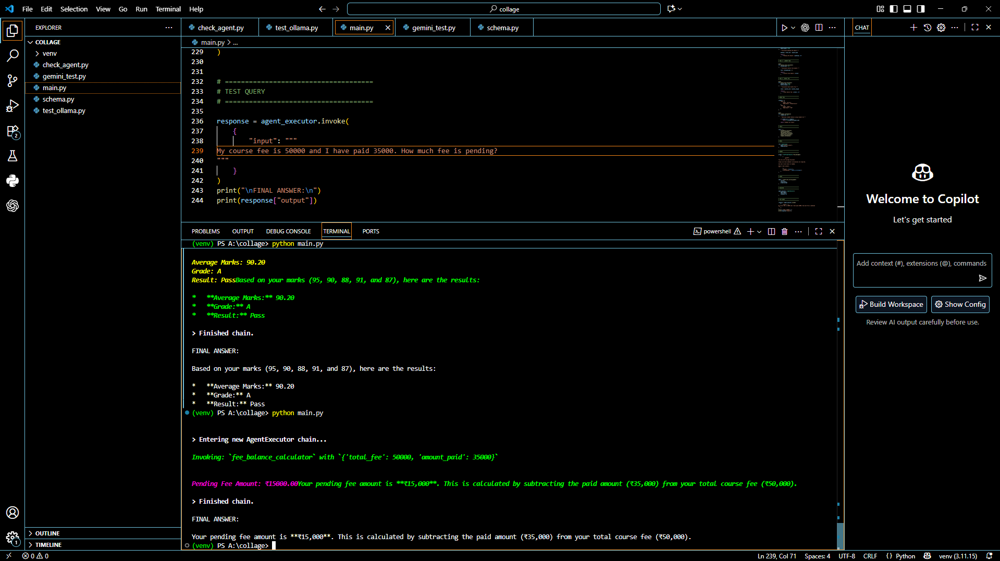 File Edit Selection View Go Run Terminal Help
collage
EXPLORER
COLLAGE
venv
check_agent.py
gemini_test.py
main.py
schema.py
test_ollama.py
OUTLINE
TIMELINE
2
1
check_agent.py test_ollama.py main.py gemini_test.py schema.py
main.py > ...
229 )
230
231
232 # =====================================
233 # TEST QUERY
234 # =====================================
235
236 response = agent_executor.invoke(
237 {
238 "input": """
239 My course fee is 50000 and I have paid 35000. How much fee is pending?
240 """
241 }
242 )
243 print("\nFINAL ANSWER:\n")
244 print(response["output"])
PROBLEMS OUTPUT DEBUG CONSOLE TERMINAL PORTS
powershell
(venv) PS A:\collage> python main.py
Average Marks: 90.20
Grade: A
Result: PassBased on your marks (95, 90, 88, 91, and 87), here are the results:
* **Average Marks:** 90.20
* **Grade:** A
* **Result:** Pass
> Finished chain.
FINAL ANSWER:
Based on your marks (95, 90, 88, 91, and 87), here are the results:
* **Average Marks:** 90.20
* **Grade:** A
* **Result:** Pass
(venv) PS A:\collage> python main.py
> Entering new AgentExecutor chain...
Invoking: `fee_balance_calculator` with `{'total_fee': 50000, 'amount_paid': 35000}`
Pending Fee Amount: ₹15000.00Your pending fee amount is **₹15,000**. This is calculated by subtracting the paid amount (₹35,000) from your total course fee (₹50,000).
> Finished chain.
FINAL ANSWER:
Your pending fee amount is **₹15,000**. This is calculated by subtracting the paid amount (₹35,000) from your total course fee (₹50,000).
(venv) PS A:\collage>
CHAT
Welcome to Copilot
Let's get started
Add context (#), extensions (@), commands
Build Workspace Show Config
Review AI output carefully before use.
0 0
Ln 239, Col 71 Spaces: 4 UTF-8 CRLF {} Python venv (3.11.15)